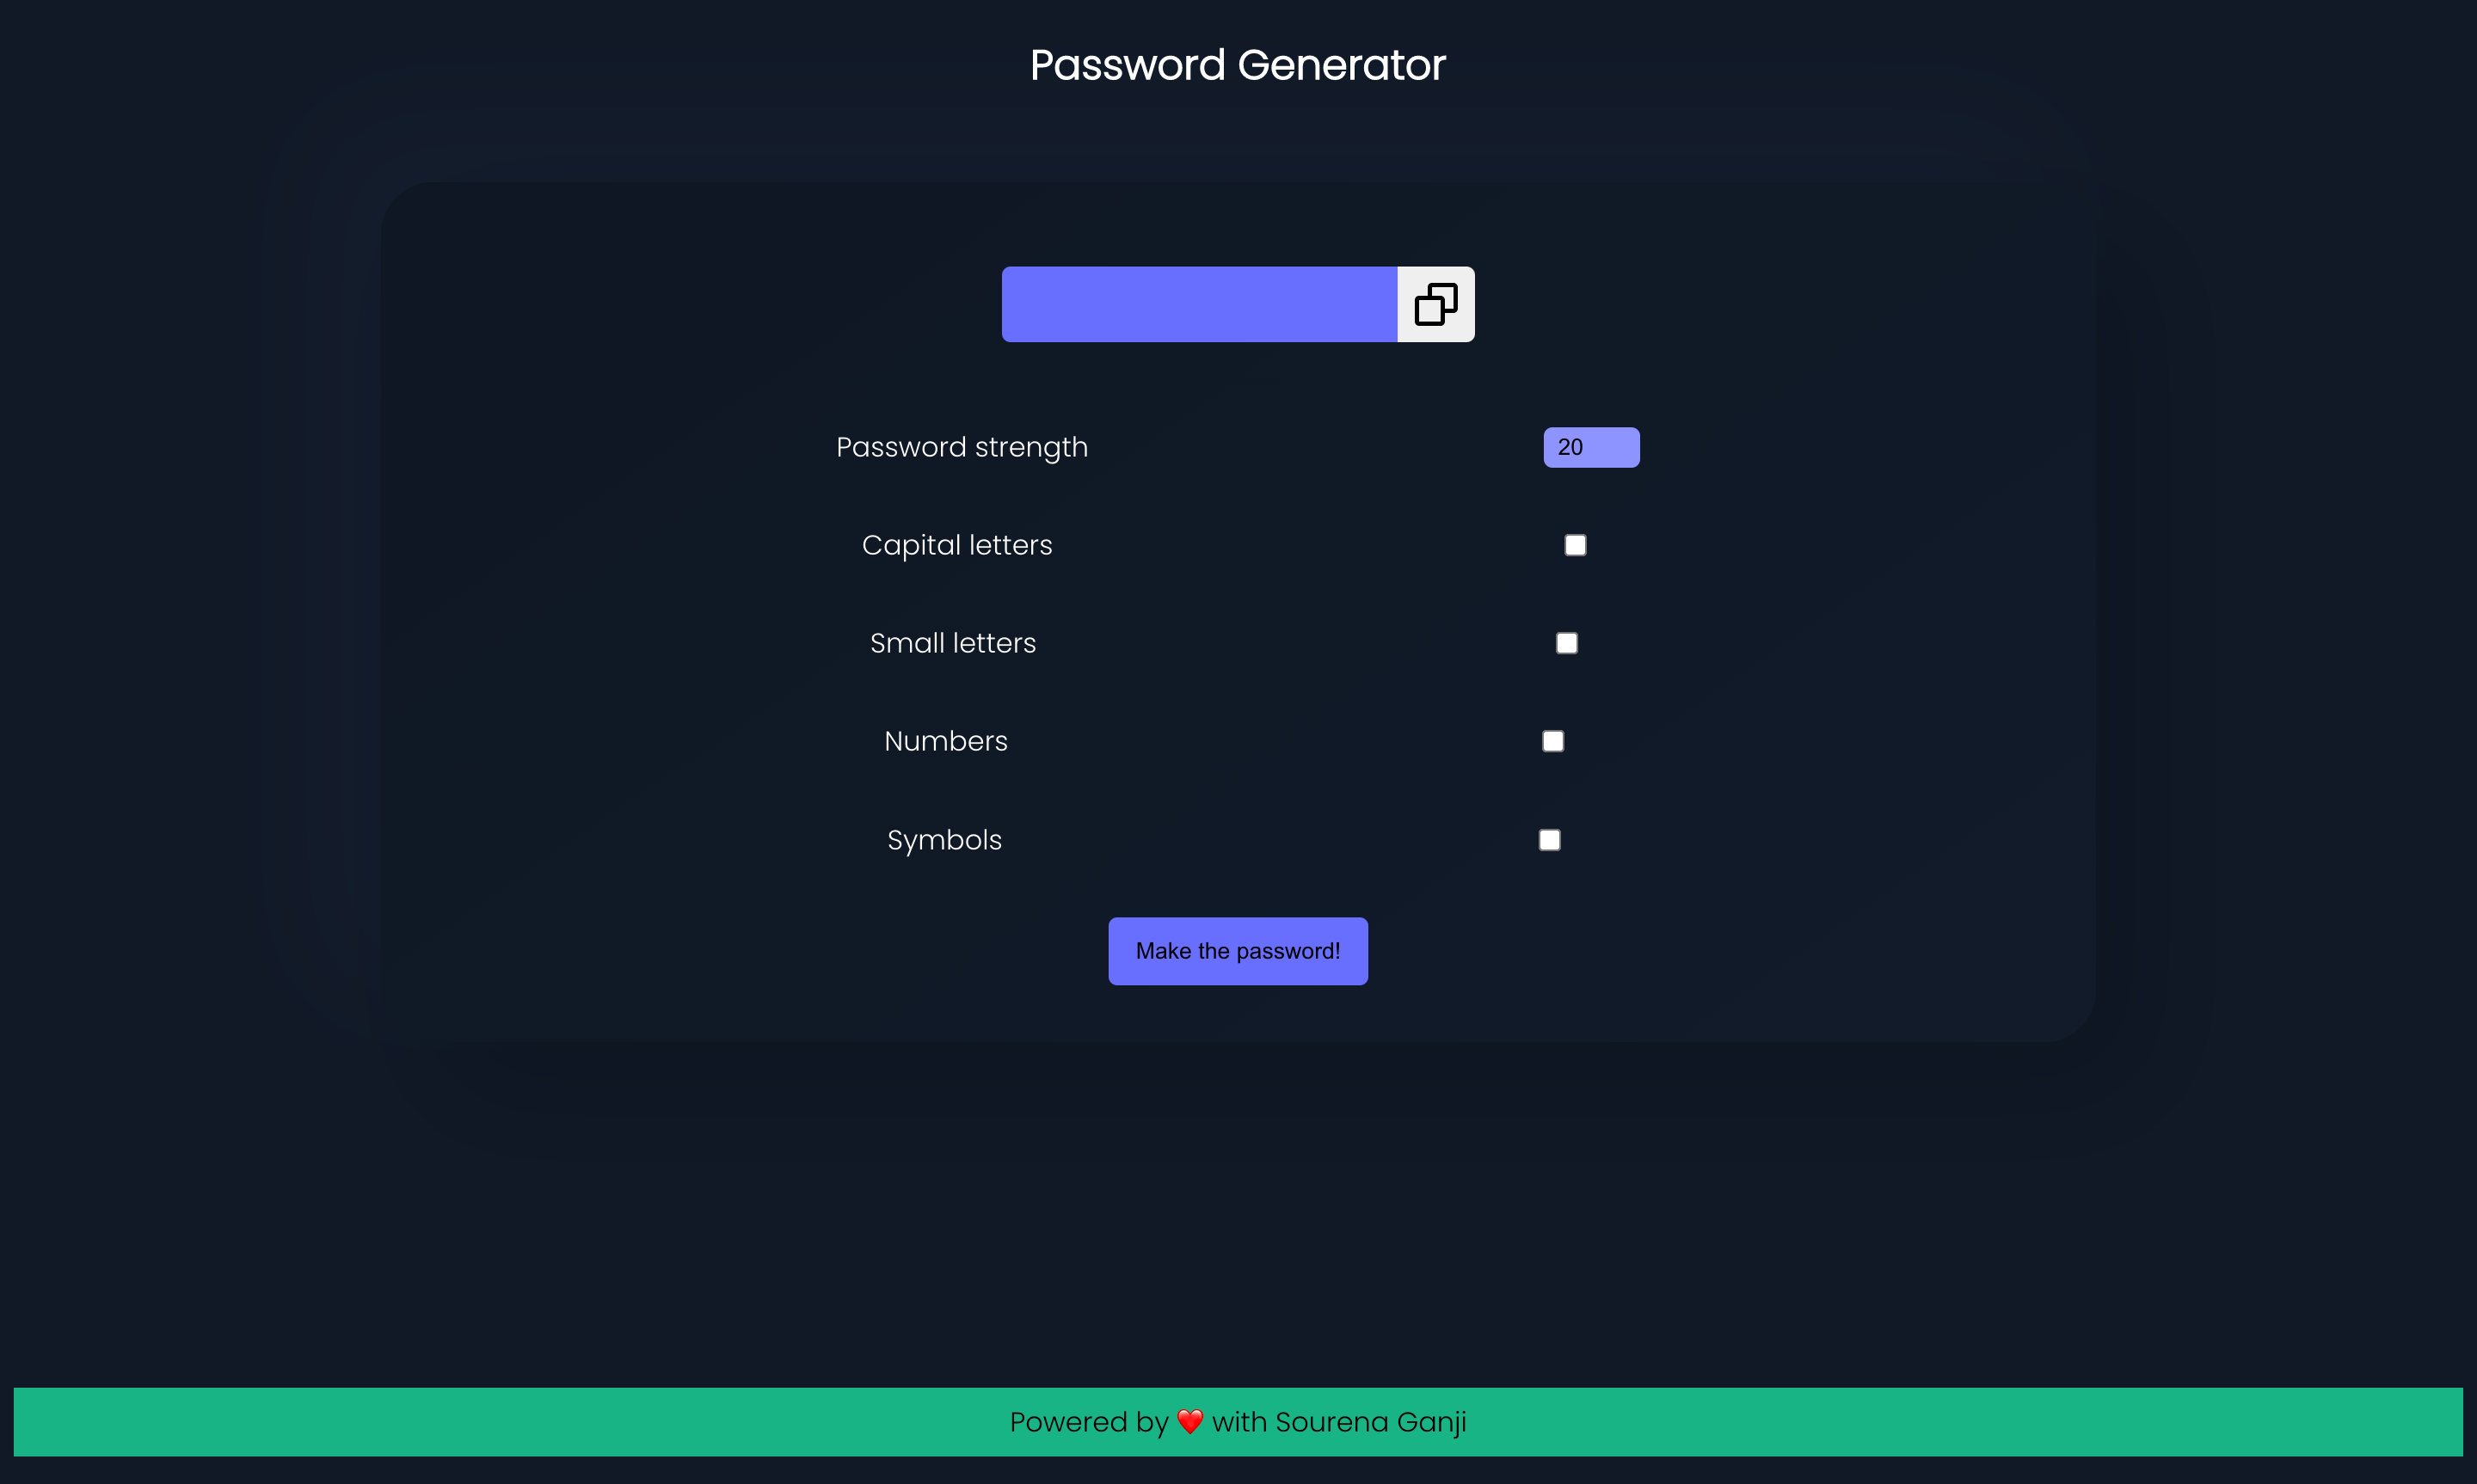 Password Generator
Password strength 20
Capital letters
Small letters
Numbers
Symbols
Make the password!
Powered by ❤️ with Sourena Ganji